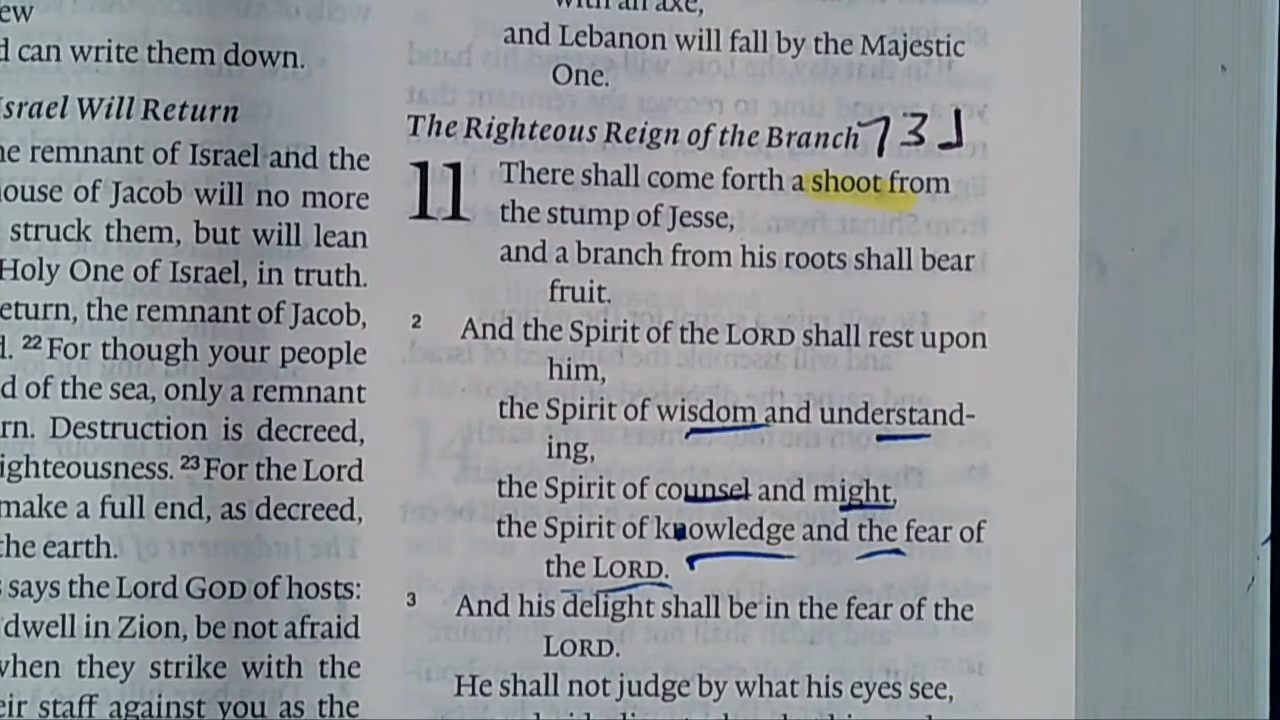 ew
d can write them down.
srael Will Return
ne remnant of Israel and the
ouse of Jacob will no more
struck them, but will lean
Holy One of Israel, in truth.
eturn, the remnant of Jacob,
d. 22 For though your people
d of the sea, only a remnant
rn. Destruction is decreed,
ighteousness. 23 For the Lord
make a full end, as decreed,
the earth.
says the Lord GOD of hosts:
dwell in Zion, be not afraid
when they strike with the
eir staff against you as the
with an axe,
and Lebanon will fall by the Majestic
One.
The Righteous Reign of the Branch
11 There shall come forth a shoot from
the stump of Jesse,
and a branch from his roots shall bear
fruit.
2 And the Spirit of the LORD shall rest upon
him,
the Spirit of wisdom and understand-
ing,
the Spirit of counsel and might,
the Spirit of knowledge and the fear of
the LORD.
3 And his delight shall be in the fear of the
LORD.
He shall not judge by what his eyes see,